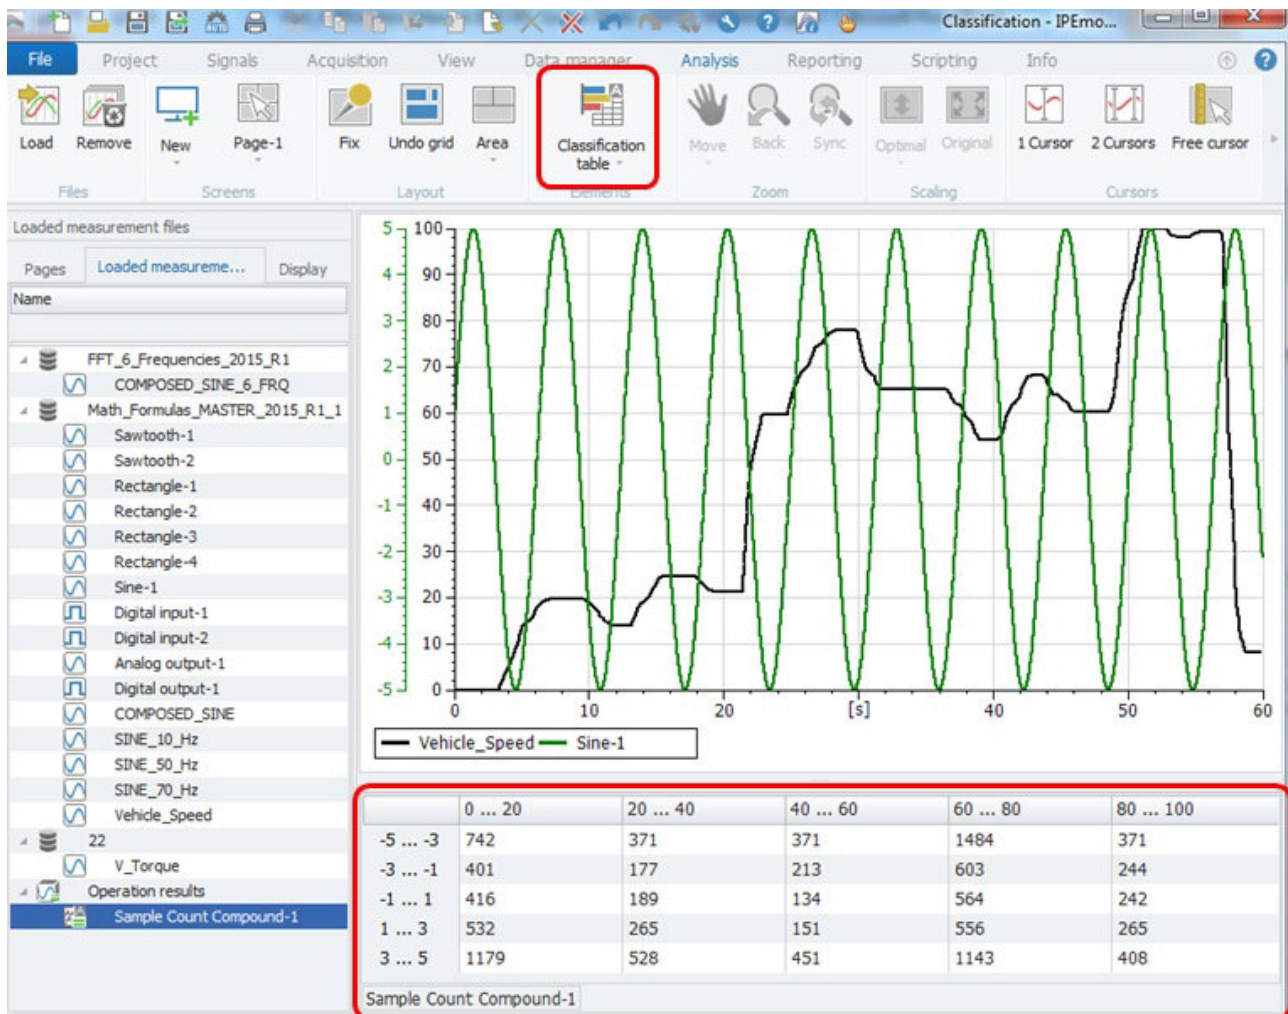 Classification - IPEmo...
File Project Signals Acquisition View Data manager Analysis Reporting Scripting Info
Load Remove New Page-1 Fix Undo grid Area Classification table Move Back Sync Optimal Original 1 Cursor 2 Cursors Free cursor
Files Screens Layout Elements Zoom Scaling Cursors
Loaded measurement files
Pages Loaded measureme... Display
Name
FFT_6_Frequencies_2015_R1
COMPOSED_SINE_6_FRQ
Math_Formulas_MASTER_2015_R1_1
Sawtooth-1
Sawtooth-2
Rectangle-1
Rectangle-2
Rectangle-3
Rectangle-4
Sine-1
Digital input-1
Digital input-2
Analog output-1
Digital output-1
COMPOSED_SINE
SINE_10_Hz
SINE_50_Hz
SINE_70_Hz
Vehicle_Speed
22
V_Torque
Operation results
Sample Count Compound-1
5 100
4 90
3 80
2 70
1 60
0 50
-1 40
-2 30
-3 20
-4 10
-5 0
0 10 20 [s] 40 50 60
Vehicle_Speed Sine-1
0 ... 20 20 ... 40 40 ... 60 60 ... 80 80 ... 100
-5 ... -3 742 371 371 1484 371
-3 ... -1 401 177 213 603 244
-1 ... 1 416 189 134 564 242
1 ... 3 532 265 151 556 265
3 ... 5 1179 528 451 1143 408
Sample Count Compound-1